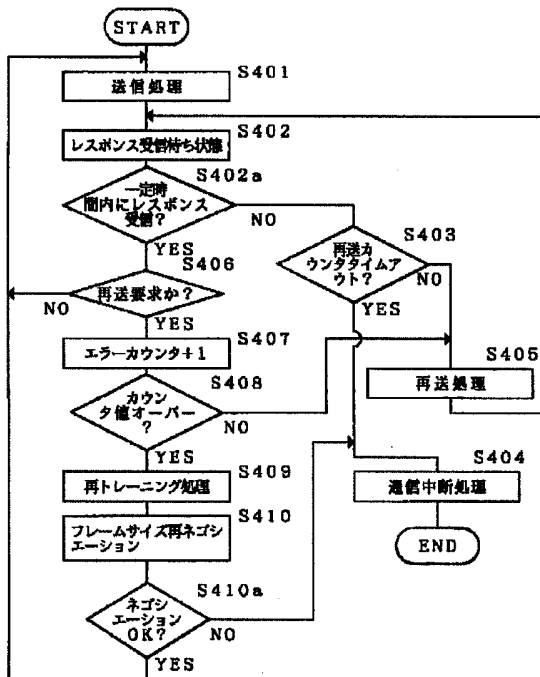 START
S401
送信処理
S402
レスポンス受信待ち状態
S402a
一定時
間内にレスポンス
受信?
NO
YES
S403
再送カ
ウンタタイムア
ウト?
NO
YES
S406
再送要求か?
NO
YES
S407
エラーカウンタ+1
S405
再送処理
S408
カウン
タ値オーバー
?
NO
YES
S404
通信中断処理
END
S409
再トレーニング処理
S410
フレームサイズ再ネゴシ
エーション
S410a
ネゴシ
エーション
OK?
NO
YES